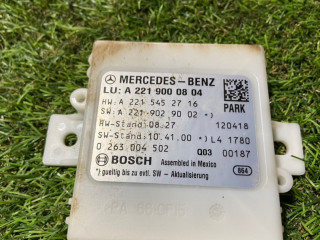 MERCEDES-BENZ
LU: A 221 900 08 04
HW: A 221 545 27 16 PARK
SW: A 221 902 90 02 *)
HW-Stand: 08.27 120418
SW-Stand: 10.41.00 *) L4 1780
0 263 004 502 Q03 00187
BOSCH Assembled in Mexico
*) gueltig bis zu evtl. SW - Aktualisierung 864